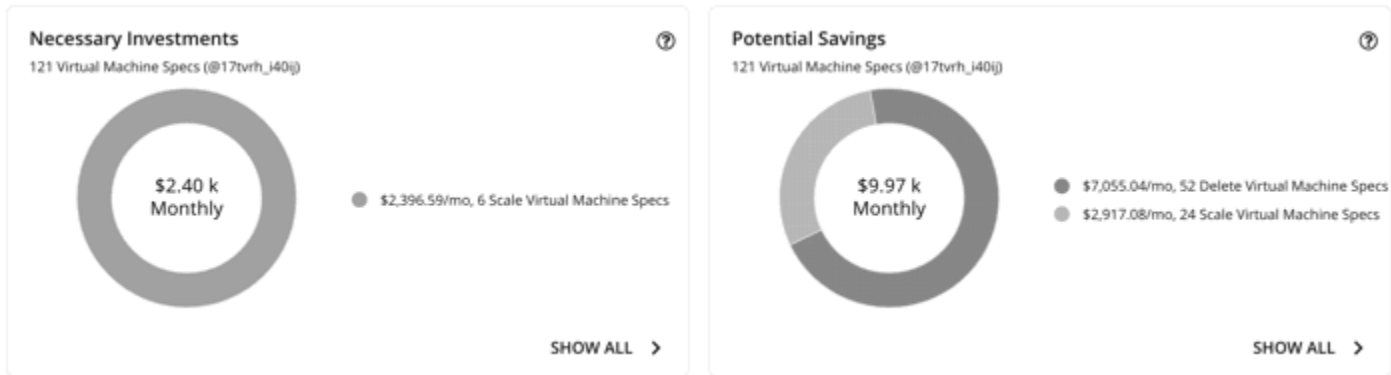 Necessary Investments
121 Virtual Machine Specs (@17tvrh_i40ij)
$2.40 k
Monthly
$2,396.59/mo, 6 Scale Virtual Machine Specs
SHOW ALL
Potential Savings
121 Virtual Machine Specs (@17tvrh_i40ij)
$9.97 k
Monthly
$7,055.04/mo, 52 Delete Virtual Machine Specs
$2,917.08/mo, 24 Scale Virtual Machine Specs
SHOW ALL